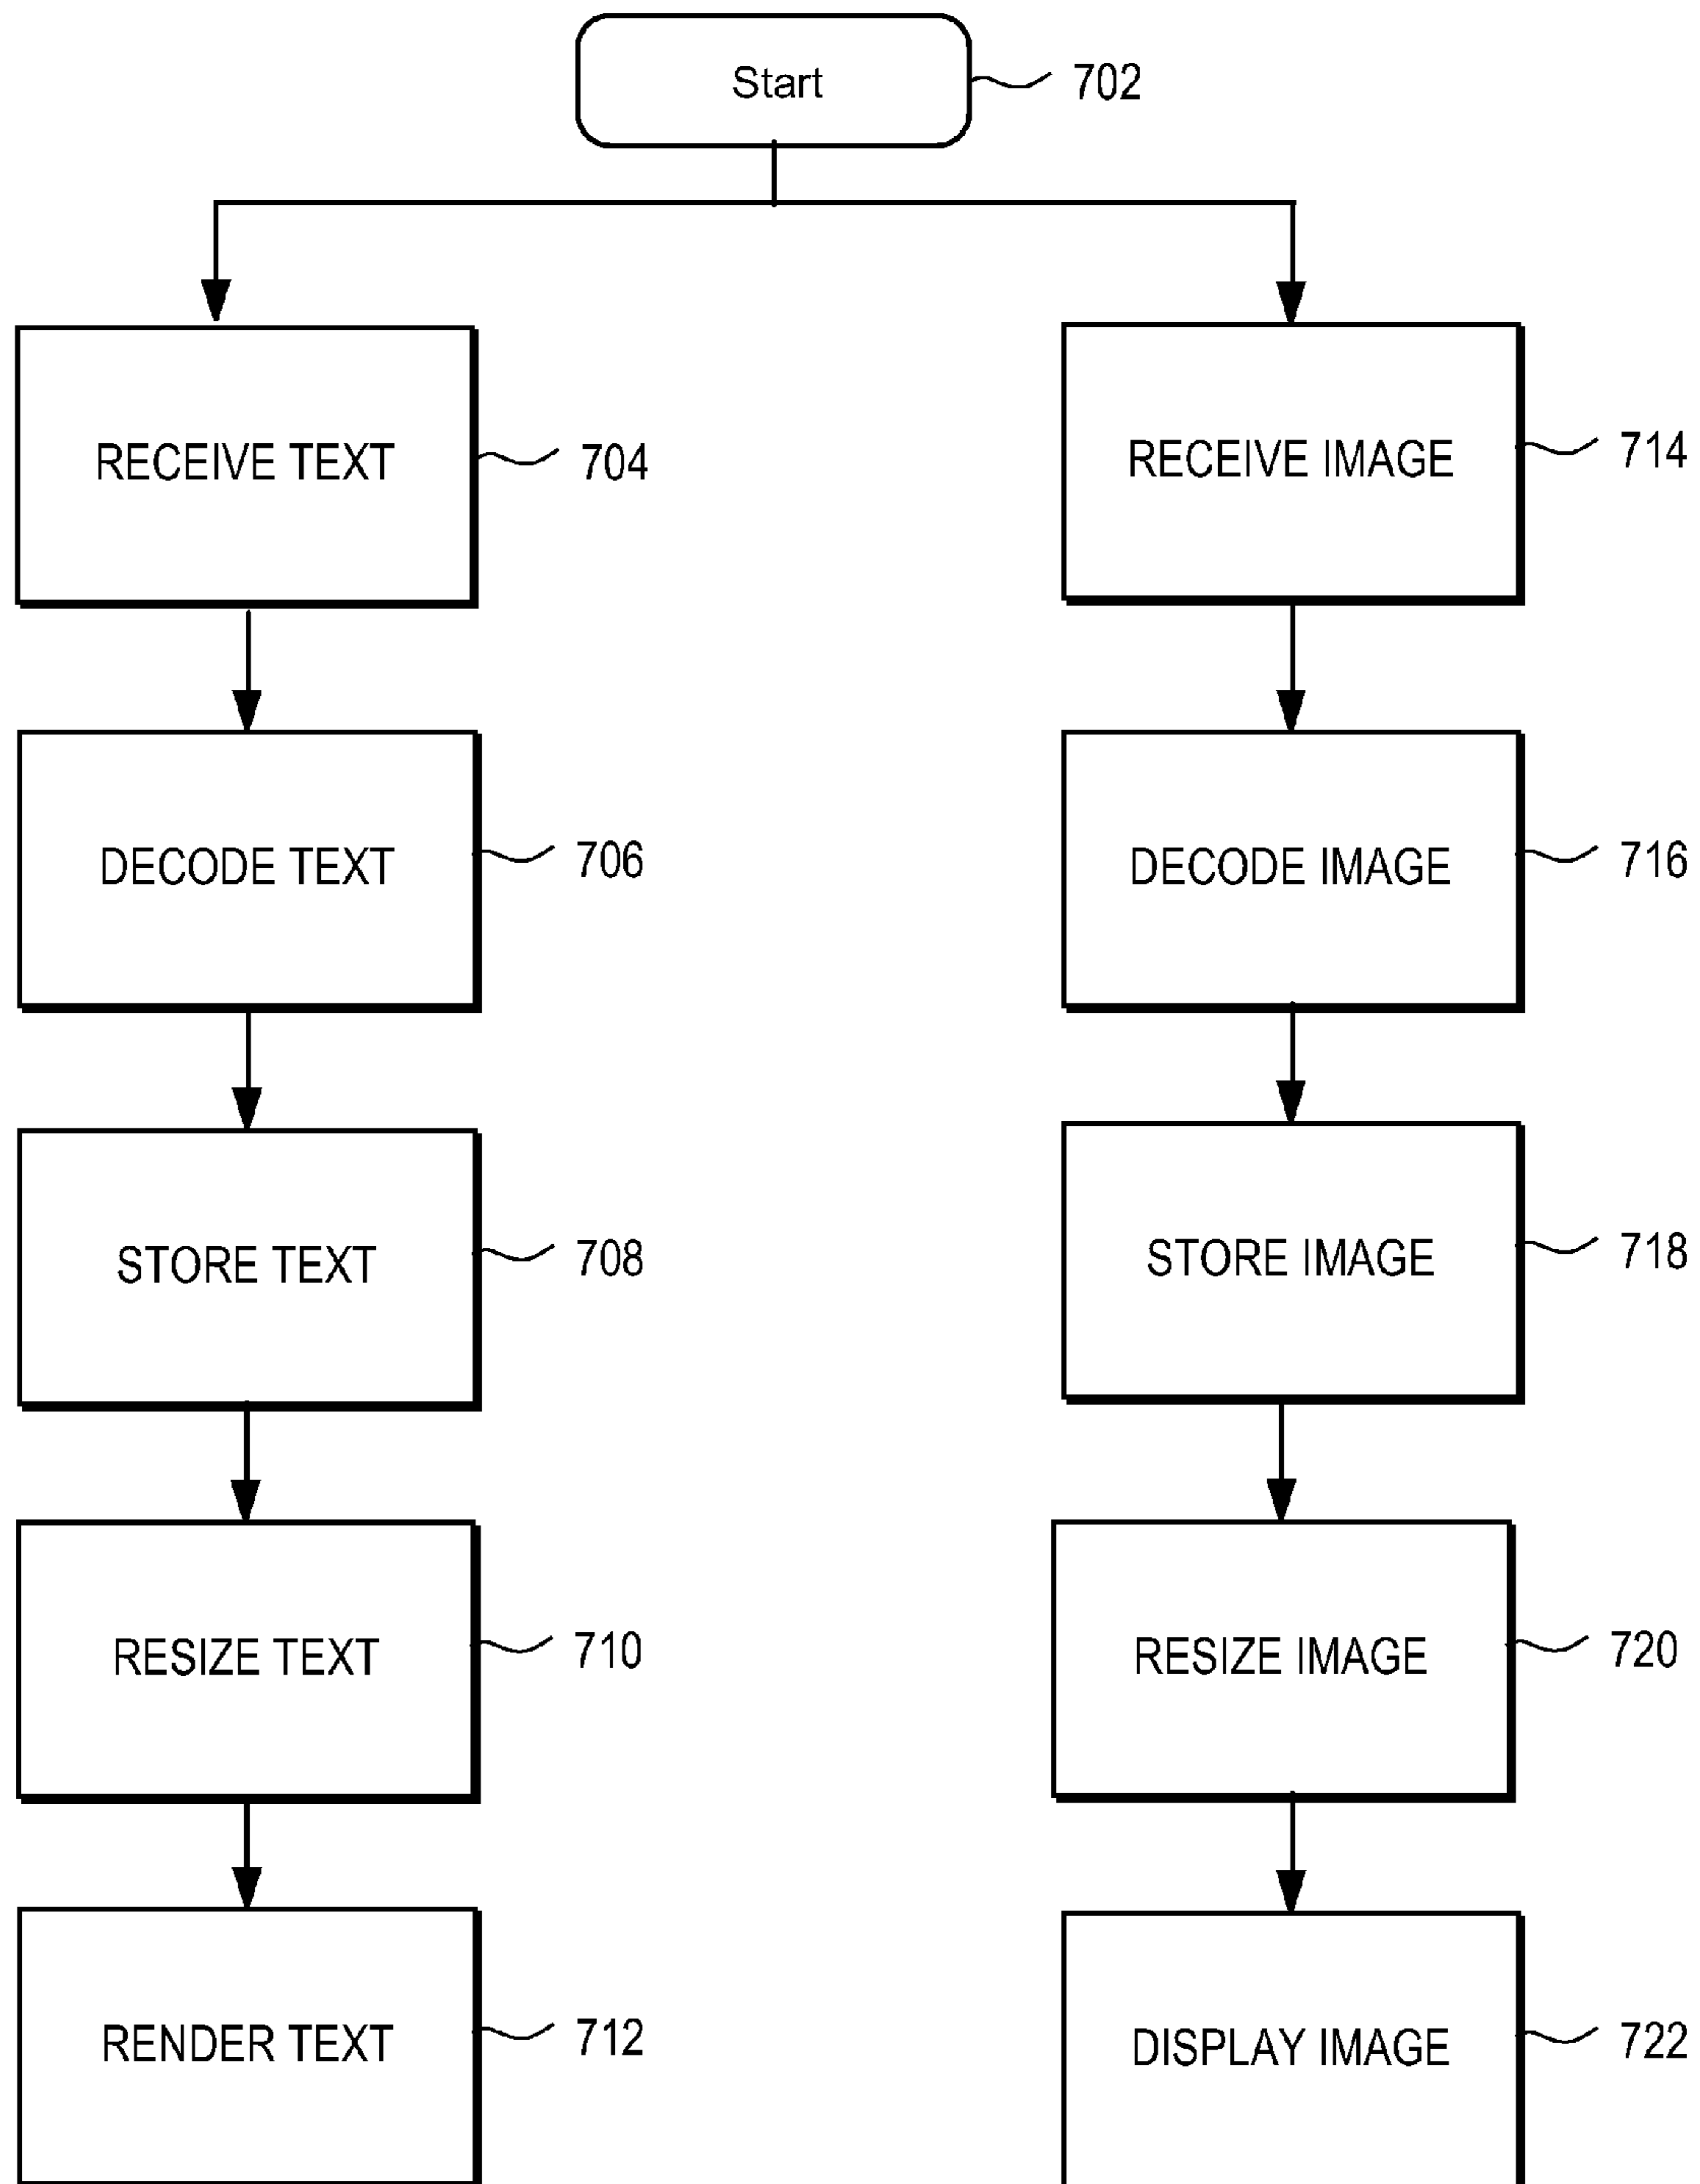 Start
702
RECEIVE TEXT
704
RECEIVE IMAGE
714
DECODE TEXT
706
DECODE IMAGE
716
STORE TEXT
708
STORE IMAGE
718
RESIZE TEXT
710
RESIZE IMAGE
720
RENDER TEXT
712
DISPLAY IMAGE
722